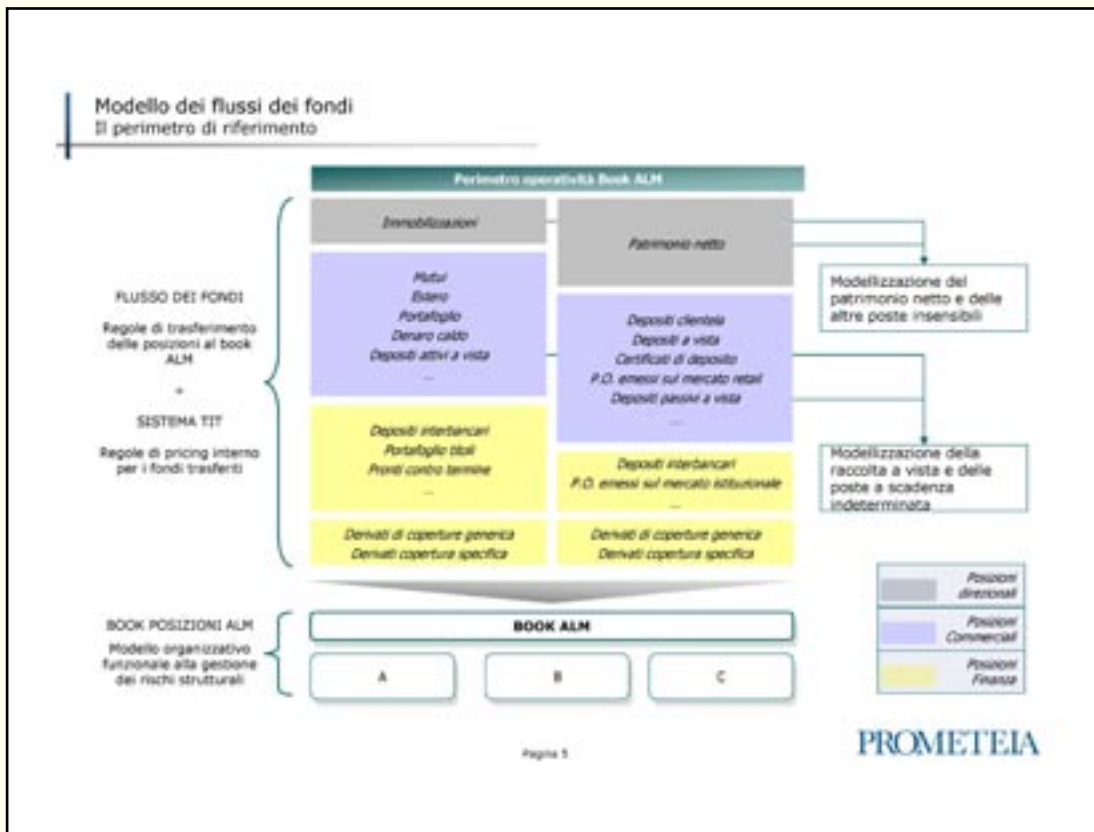 Modello dei flussi dei fondi
Il perimetro di riferimento
Perimetro operatività Book ALM
Immobilizzazioni
Mutui
Estero
Portafoglio
Denaro caldo
Depositi attivi a vista
...
Depositi interbancari
Portafoglio titoli
Pronti contro termine
...
Derivati di coperture generica
Derivati copertura specifica
Patrimonio netto
Depositi clientela
Depositi a vista
Certificati di deposito
P.O. emessi sul mercato retail
Depositi passivi a vista
....
Depositi interbancari
P.O. emessi sul mercato istituzionale
....
Derivati di coperture generica
Derivati copertura specifica
FLUSSO DEI FONDI
Regole di trasferimento
delle posizioni al book
ALM
+
SISTEMA TIT
Regole di pricing interno
per i fondi trasferiti
Modellizzazione del
patrimonio netto e delle
altre poste insensibili
Modellizzazione della
raccolta a vista e delle
poste a scadenza
indeterminata
BOOK POSIZIONI ALM
Modello organizzativo
funzionale alla gestione
dei rischi strutturali
BOOK ALM
A
B
C
Posizioni
direzionali
Posizioni
Commerciali
Posizioni
Finanza
Pagina 5
PROMETEIA